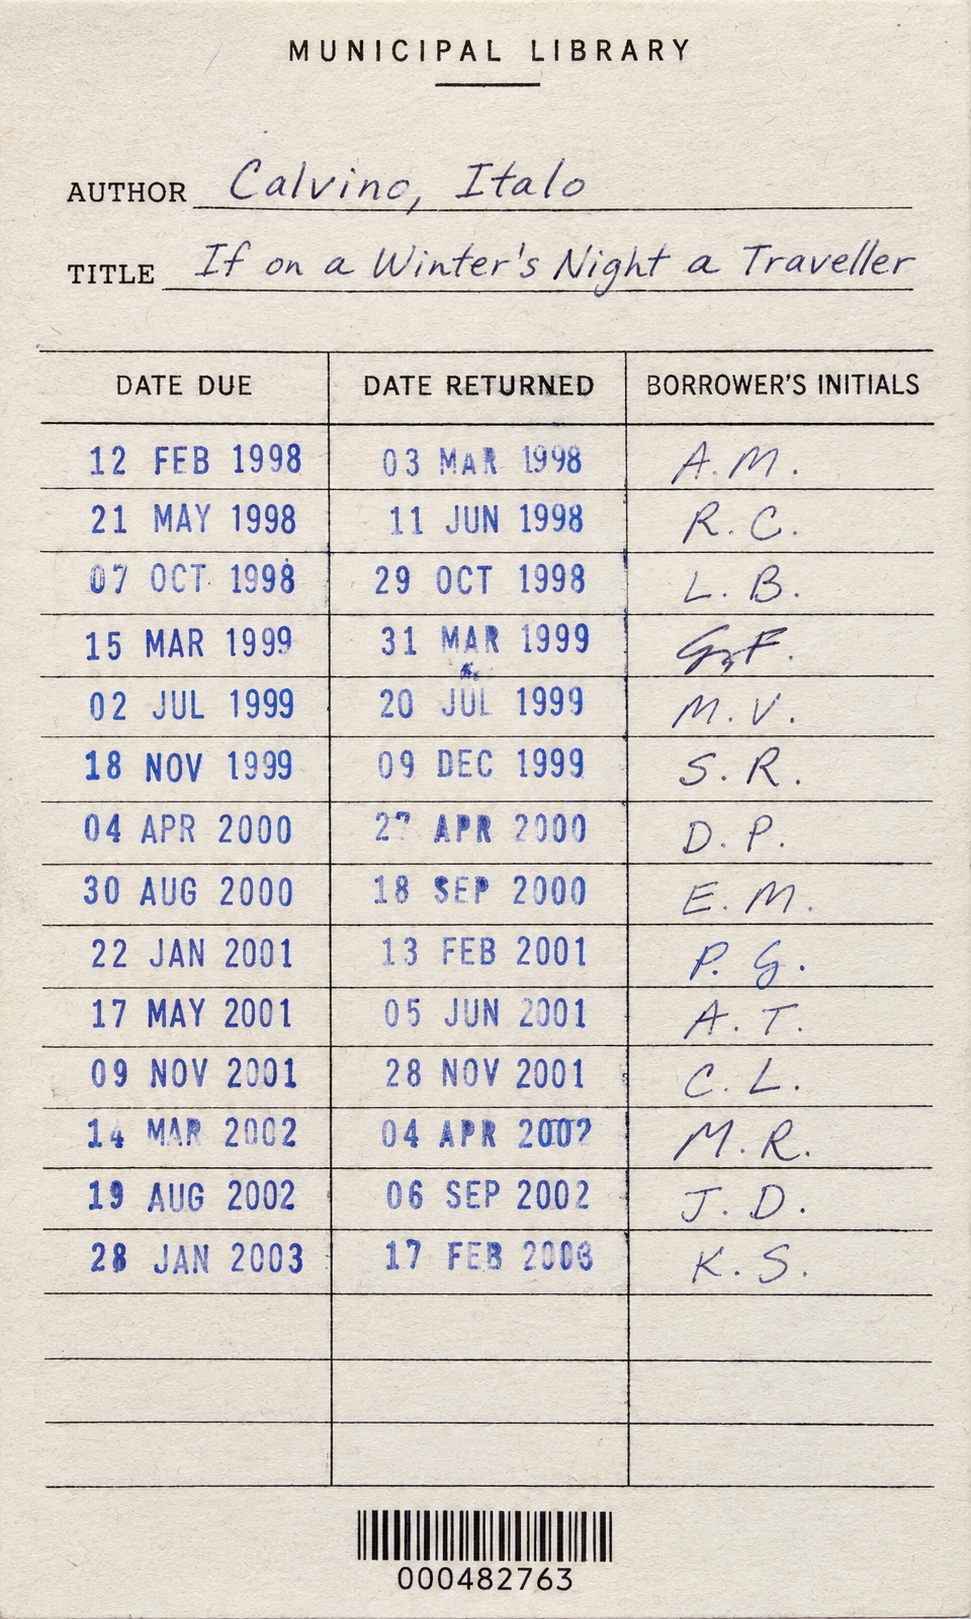 MUNICIPAL LIBRARY
AUTHOR Calvino, Italo
TITLE If on a Winter's Night a Traveller
DATE DUE DATE RETURNED BORROWER'S INITIALS
12 FEB 1998 03 MAR 1998 A.M.
21 MAY 1998 11 JUN 1998 R.C.
07 OCT 1998 29 OCT 1998 L.B.
15 MAR 1999 31 MAR 1999
02 JUL 1999 20 JUL 1999 M.V.
18 NOV 1999 09 DEC 1999 S.R.
04 APR 2000 27 APR 2000 D.P.
30 AUG 2000 18 SEP 2000 E.M.
22 JAN 2001 13 FEB 2001 P.G.
17 MAY 2001 05 JUN 2001 A.T.
09 NOV 2001 28 NOV 2001 C.L.
14 MAR 2002 04 APR 2002 M.R.
19 AUG 2002 06 SEP 2002 J.D.
28 JAN 2003 17 FEB 2003 K.S.
000482763